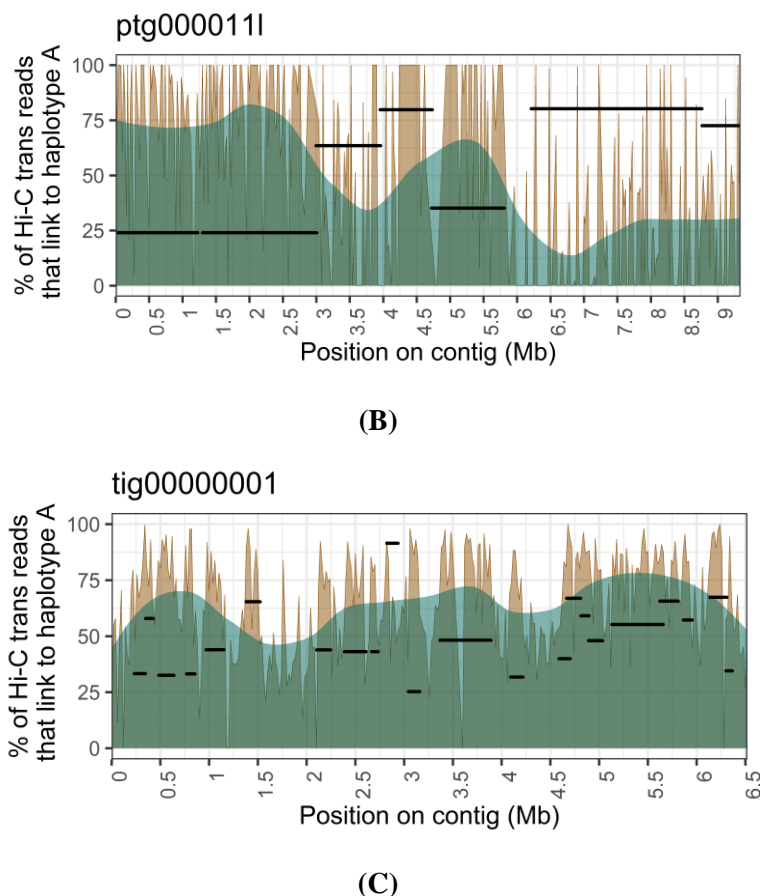 ptg000011l
% of Hi-C trans reads
that link to haplotype A
100
75
50
25
0
0 0.5 1 1.5 2 2.5 3 3.5 4 4.5 5 5.5 6 6.5 7 7.5 8 8.5 9
Position on contig (Mb)
(B)
tig00000001
% of Hi-C trans reads
that link to haplotype A
100
75
50
25
0
0 0.5 1 1.5 2 2.5 3 3.5 4 4.5 5 5.5 6 6.5
Position on contig (Mb)
(C)